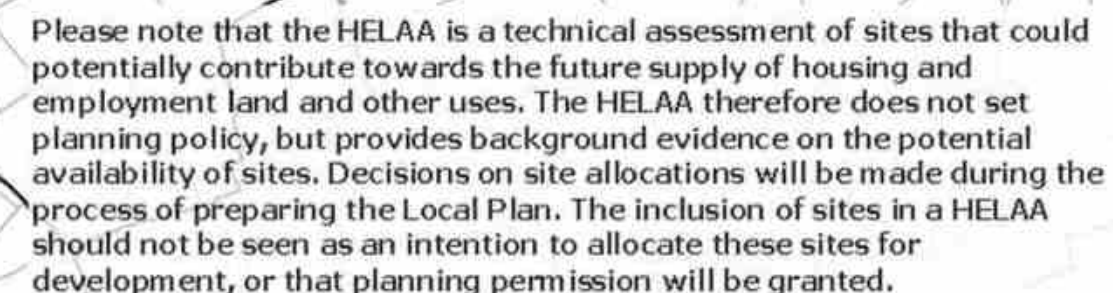 Please note that the HELAA is a technical assessment of sites that could
potentially contribute towards the future supply of housing and
employment land and other uses. The HELAA therefore does not set
planning policy, but provides background evidence on the potential
availability of sites. Decisions on site allocations will be made during the
process of preparing the Local Plan. The inclusion of sites in a HELAA
should not be seen as an intention to allocate these sites for
development, or that planning permission will be granted.